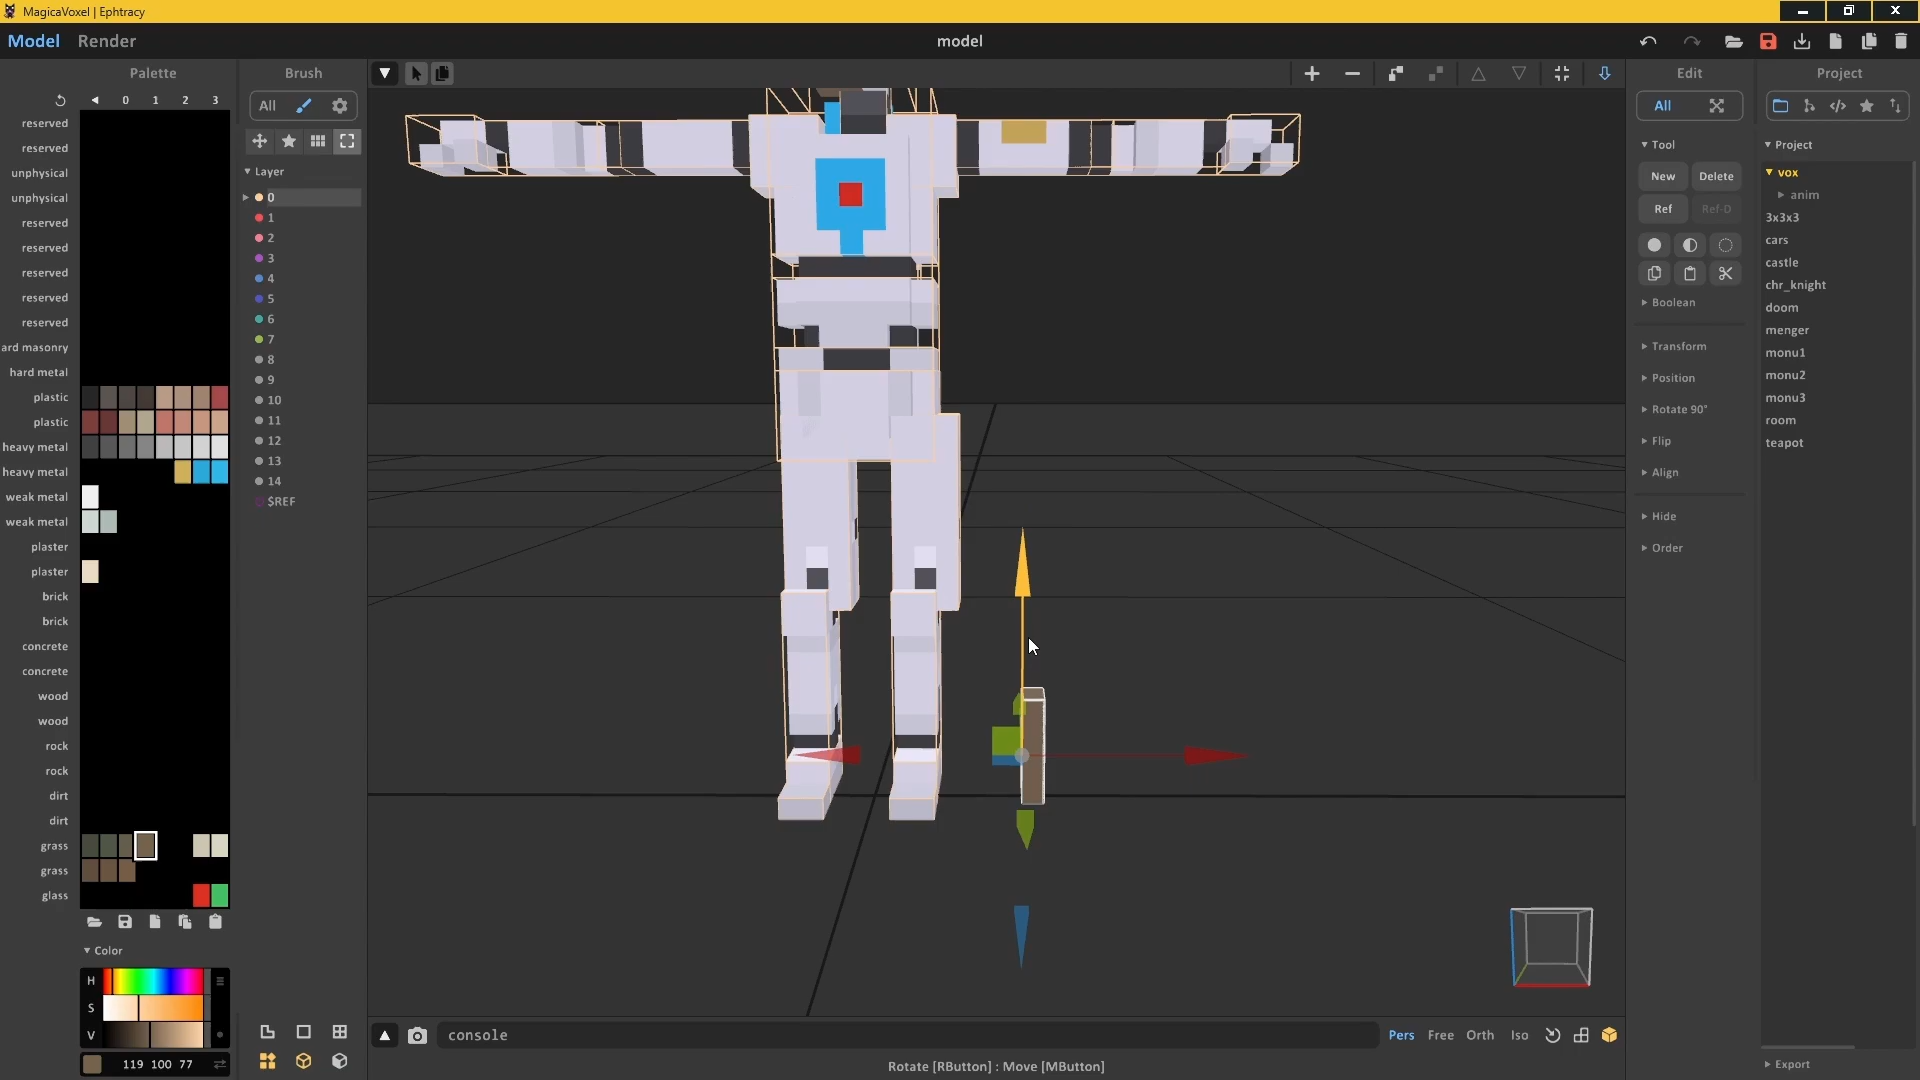 MagicaVoxel | Ephtracy
Model Render
model
Palette
0 1 2 3
reserved
reserved
unphysical
unphysical
reserved
reserved
reserved
reserved
reserved
ard masonry
hard metal
plastic
plastic
heavy metal
heavy metal
weak metal
weak metal
plaster
plaster
brick
brick
concrete
concrete
wood
wood
rock
rock
dirt
dirt
grass
grass
glass
Color
H
S
V
119 100 77
Brush
All
Layer
0
1
2
3
4
5
6
7
8
9
10
11
12
13
14
$REF
console
Pers Free Orth Iso
Rotate [RButton] : Move [MButton]
Edit
All
Tool
New Delete
Ref Ref-D
Boolean
Transform
Position
Rotate 90°
Flip
Align
Hide
Order
Project
Project
vox
anim
3x3x3
cars
castle
chr_knight
doom
menger
monu1
monu2
monu3
room
teapot
Export